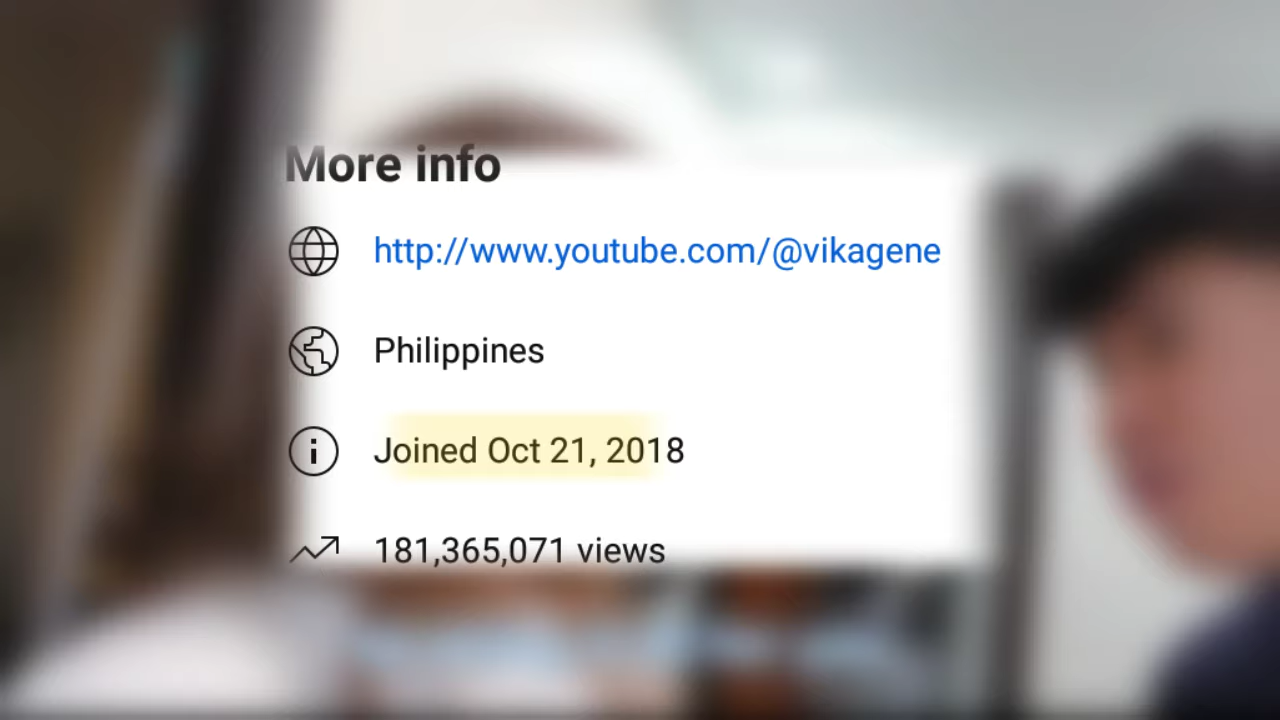 More info
http://www.youtube.com/@vikagene
Philippines
Joined Oct 21, 2018
181,365,071 views